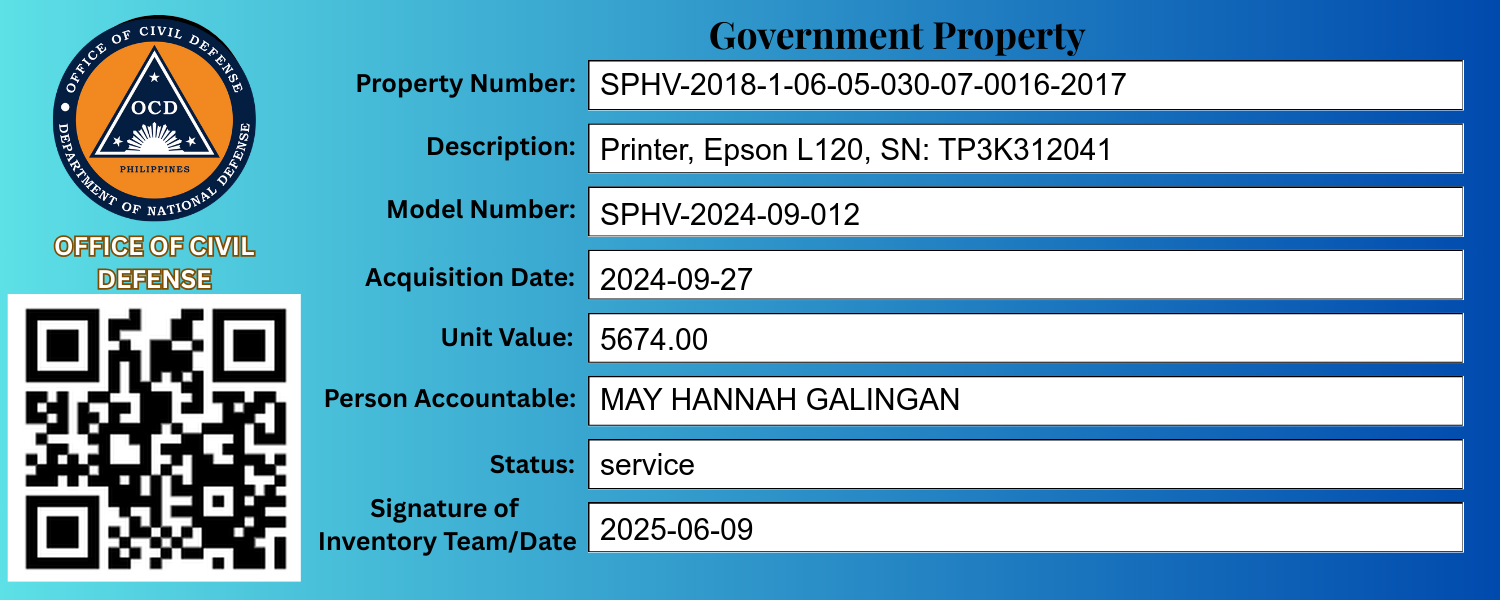 OFFICE OF CIVIL DEFENSE
OCD
PHILIPPINES
DEPARTMENT OF NATIONAL DEFENSE
OFFICE OF CIVIL
DEFENSE
Government Property
Property Number: SPHV-2018-1-06-05-030-07-0016-2017
Description: Printer, Epson L120, SN: TP3K312041
Model Number: SPHV-2024-09-012
Acquisition Date: 2024-09-27
Unit Value: 5674.00
Person Accountable: MAY HANNAH GALINGAN
Status: service
Signature of
Inventory Team/Date 2025-06-09